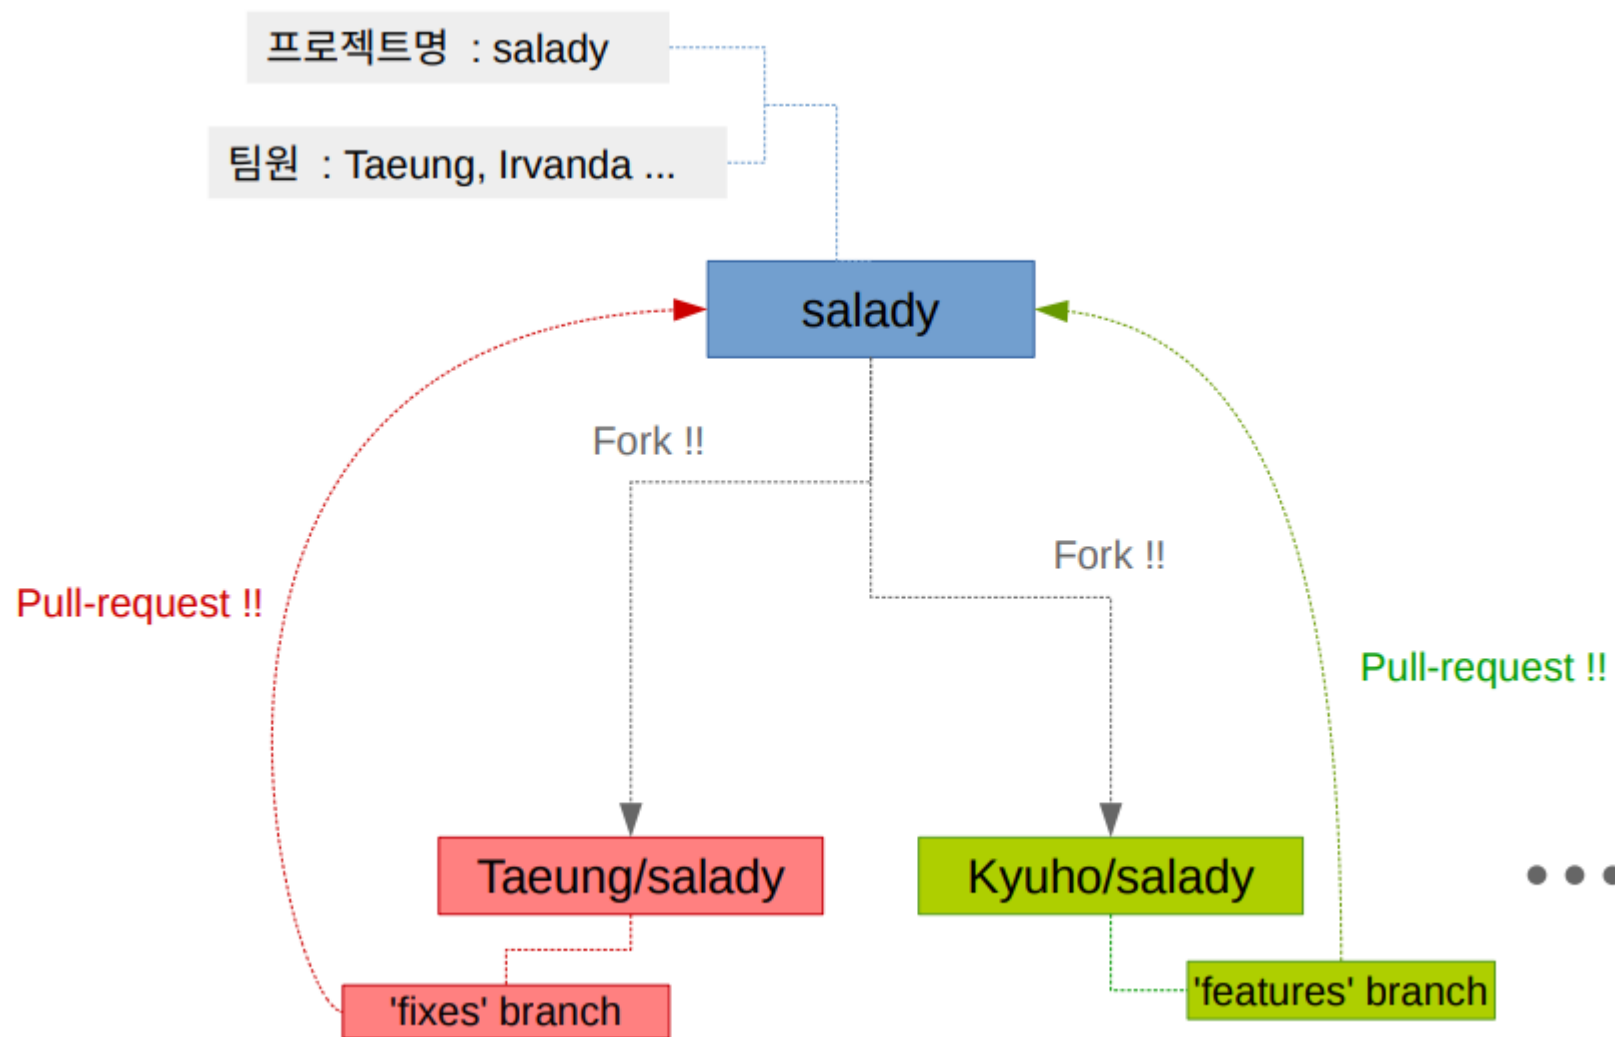 프로젝트명 : salady
팀원 : Taeung, Irvanda ...
salady
Fork !!
Fork !!
Pull-request !!
Pull-request !!
Taeung/salady
Kyuho/salady
'fixes' branch
'features' branch